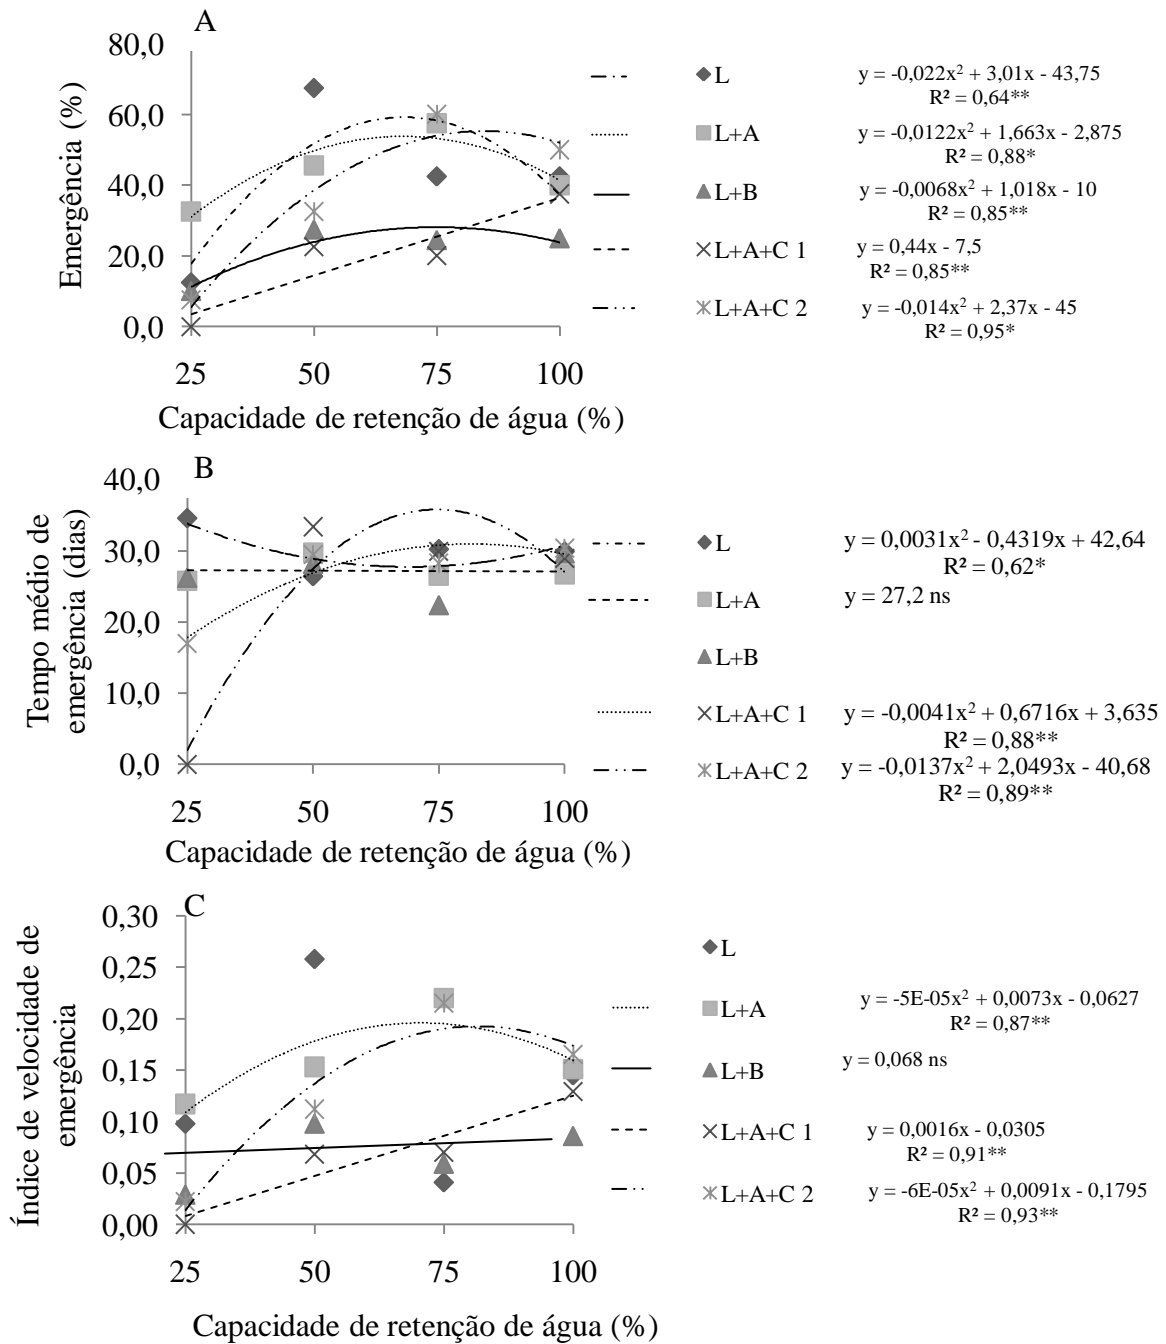 A
80,0
60,0
40,0
20,0
0,0
Emergência (%)
25 50 75 100
Capacidade de retenção de água (%)
L y = -0,022x² + 3,01x - 43,75
R² = 0,64**
L+A y = -0,0122x² + 1,663x - 2,875
R² = 0,88*
L+B y = -0,0068x² + 1,018x - 10
R² = 0,85**
L+A+C 1 y = 0,44x - 7,5
R² = 0,85**
L+A+C 2 y = -0,014x² + 2,37x - 45
R² = 0,95*
B
40,0
30,0
20,0
10,0
0,0
Tempo médio de
emergência (dias)
25 50 75 100
Capacidade de retenção de água (%)
L y = 0,0031x² - 0,4319x + 42,64
R² = 0,62*
L+A y = 27,2 ns
L+B
L+A+C 1 y = -0,0041x² + 0,6716x + 3,635
R² = 0,88**
L+A+C 2 y = -0,0137x² + 2,0493x - 40,68
R² = 0,89**
C
0,30
0,25
0,20
0,15
0,10
0,05
0,00
Índice de velocidade de
emergência
25 50 75 100
Capacidade de retenção de água (%)
L
L+A y = -5E-05x² + 0,0073x - 0,0627
R² = 0,87**
L+B y = 0,068 ns
L+A+C 1 y = 0,0016x - 0,0305
R² = 0,91**
L+A+C 2 y = -6E-05x² + 0,0091x - 0,1795
R² = 0,93**